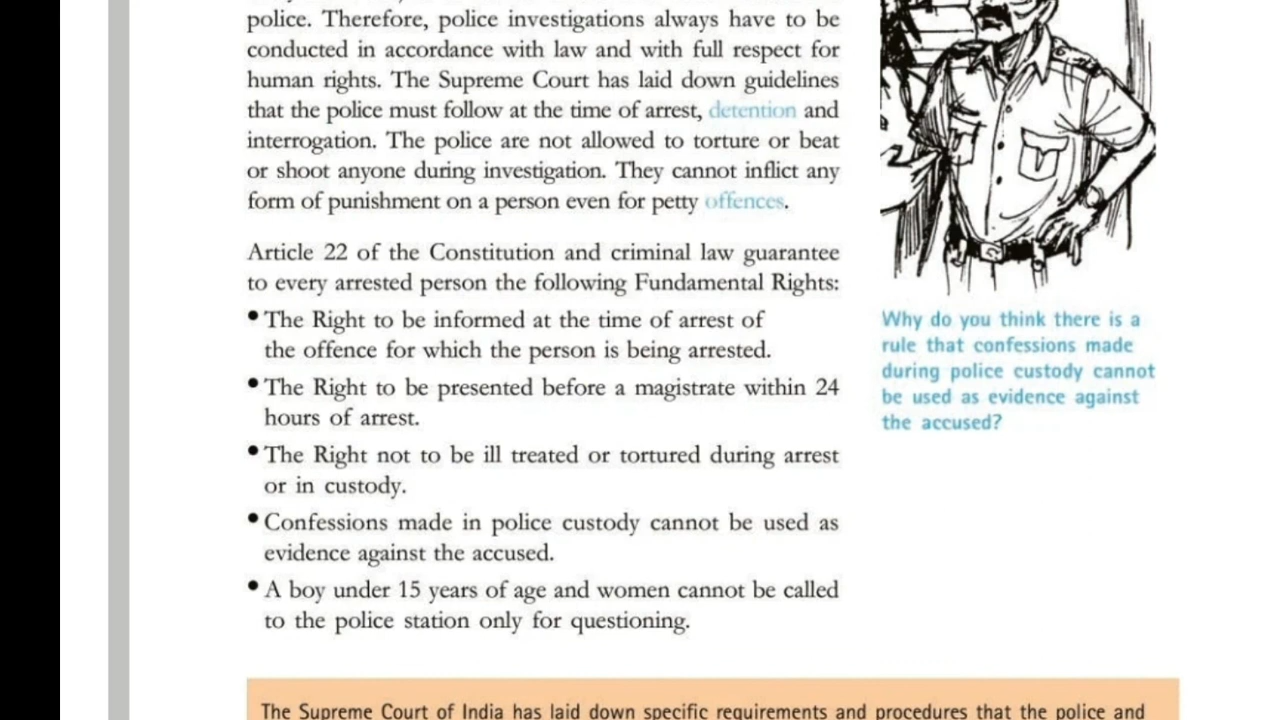 police. Therefore, police investigations always have to be
conducted in accordance with law and with full respect for
human rights. The Supreme Court has laid down guidelines
that the police must follow at the time of arrest, detention and
interrogation. The police are not allowed to torture or beat
or shoot anyone during investigation. They cannot inflict any
form of punishment on a person even for petty offences.
Article 22 of the Constitution and criminal law guarantee
to every arrested person the following Fundamental Rights:
• The Right to be informed at the time of arrest of
the offence for which the person is being arrested.
• The Right to be presented before a magistrate within 24
hours of arrest.
• The Right not to be ill treated or tortured during arrest
or in custody.
• Confessions made in police custody cannot be used as
evidence against the accused.
• A boy under 15 years of age and women cannot be called
to the police station only for questioning.
Why do you think there is a
rule that confessions made
during police custody cannot
be used as evidence against
the accused?
The Supreme Court of India has laid down specific requirements and procedures that the police and